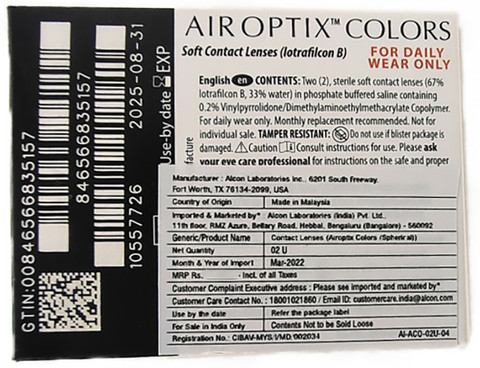 AIR OPTIX™ COLORS
Soft Contact Lenses (lotrafilcon B)
FOR DAILY
WEAR ONLY
English en CONTENTS: Two (2), sterile soft contact lenses (67%
lotrafilcon B, 33% water) in phosphate buffered saline containing
0.2% Vinylpyrrolidone/Dimethylaminoethylmethacrylate Copolymer.
For daily wear only. Monthly replacement recommended. Not for
individual sale. TAMPER RESISTANT: Do not use if blister package is
damaged. Caution Consult instructions for use. Please ask
your eye care professional for instructions on the safe and proper
facture
Use-by date EXP
2025-08-31
10557726
846566835157
GTIN:00846566835157
Manufacturer : Alcon Laboratories Inc., 6201 South Freeway,
Fort Worth, TX 76134-2099, USA
Country of Origin Made in Malaysia
Imported & Marketed by* Alcon Laboratories (India) Pvt. Ltd.
11th floor, RMZ Azure, Bellary Road, Hebbal, Bengaluru (Bangalore) - 560092
Generic/Product Name Contact Lenses (Airoptix Colors (Spherical))
Net Quantity 02 U
Month & Year of Import Mar-2022
MRP Rs. - Incl. of all Taxes
Customer Complaint Executive address : Please see imported and marketed by*
Customer Care Contact No. : 18001021860 / Email ID: customercare.india@alcon.com
Use by the date Refer the package label
For Sale in India Only Contents Not to be Sold Loose
Registration No.: CIBAV-MYS/I/MD/002034 AI-ACO-02U-04